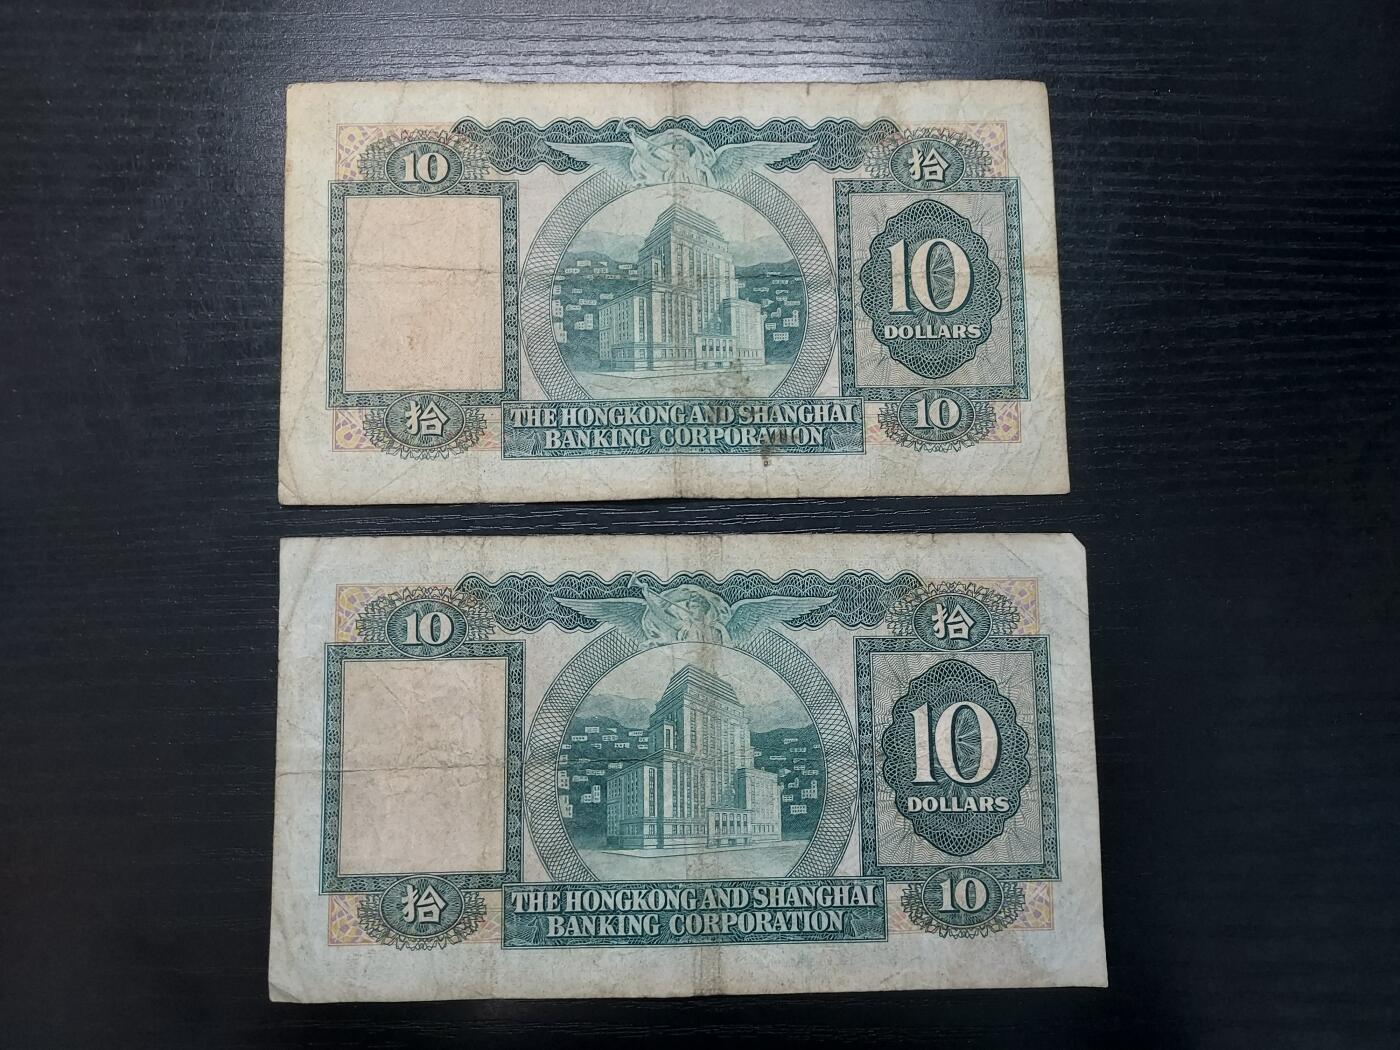 10
拾
10
DOLLARS
拾
THE HONGKONG AND SHANGHAI
BANKING CORPORATION
10
10
拾
10
DOLLARS
拾
THE HONGKONG AND SHANGHAI
BANKING CORPORATION
10